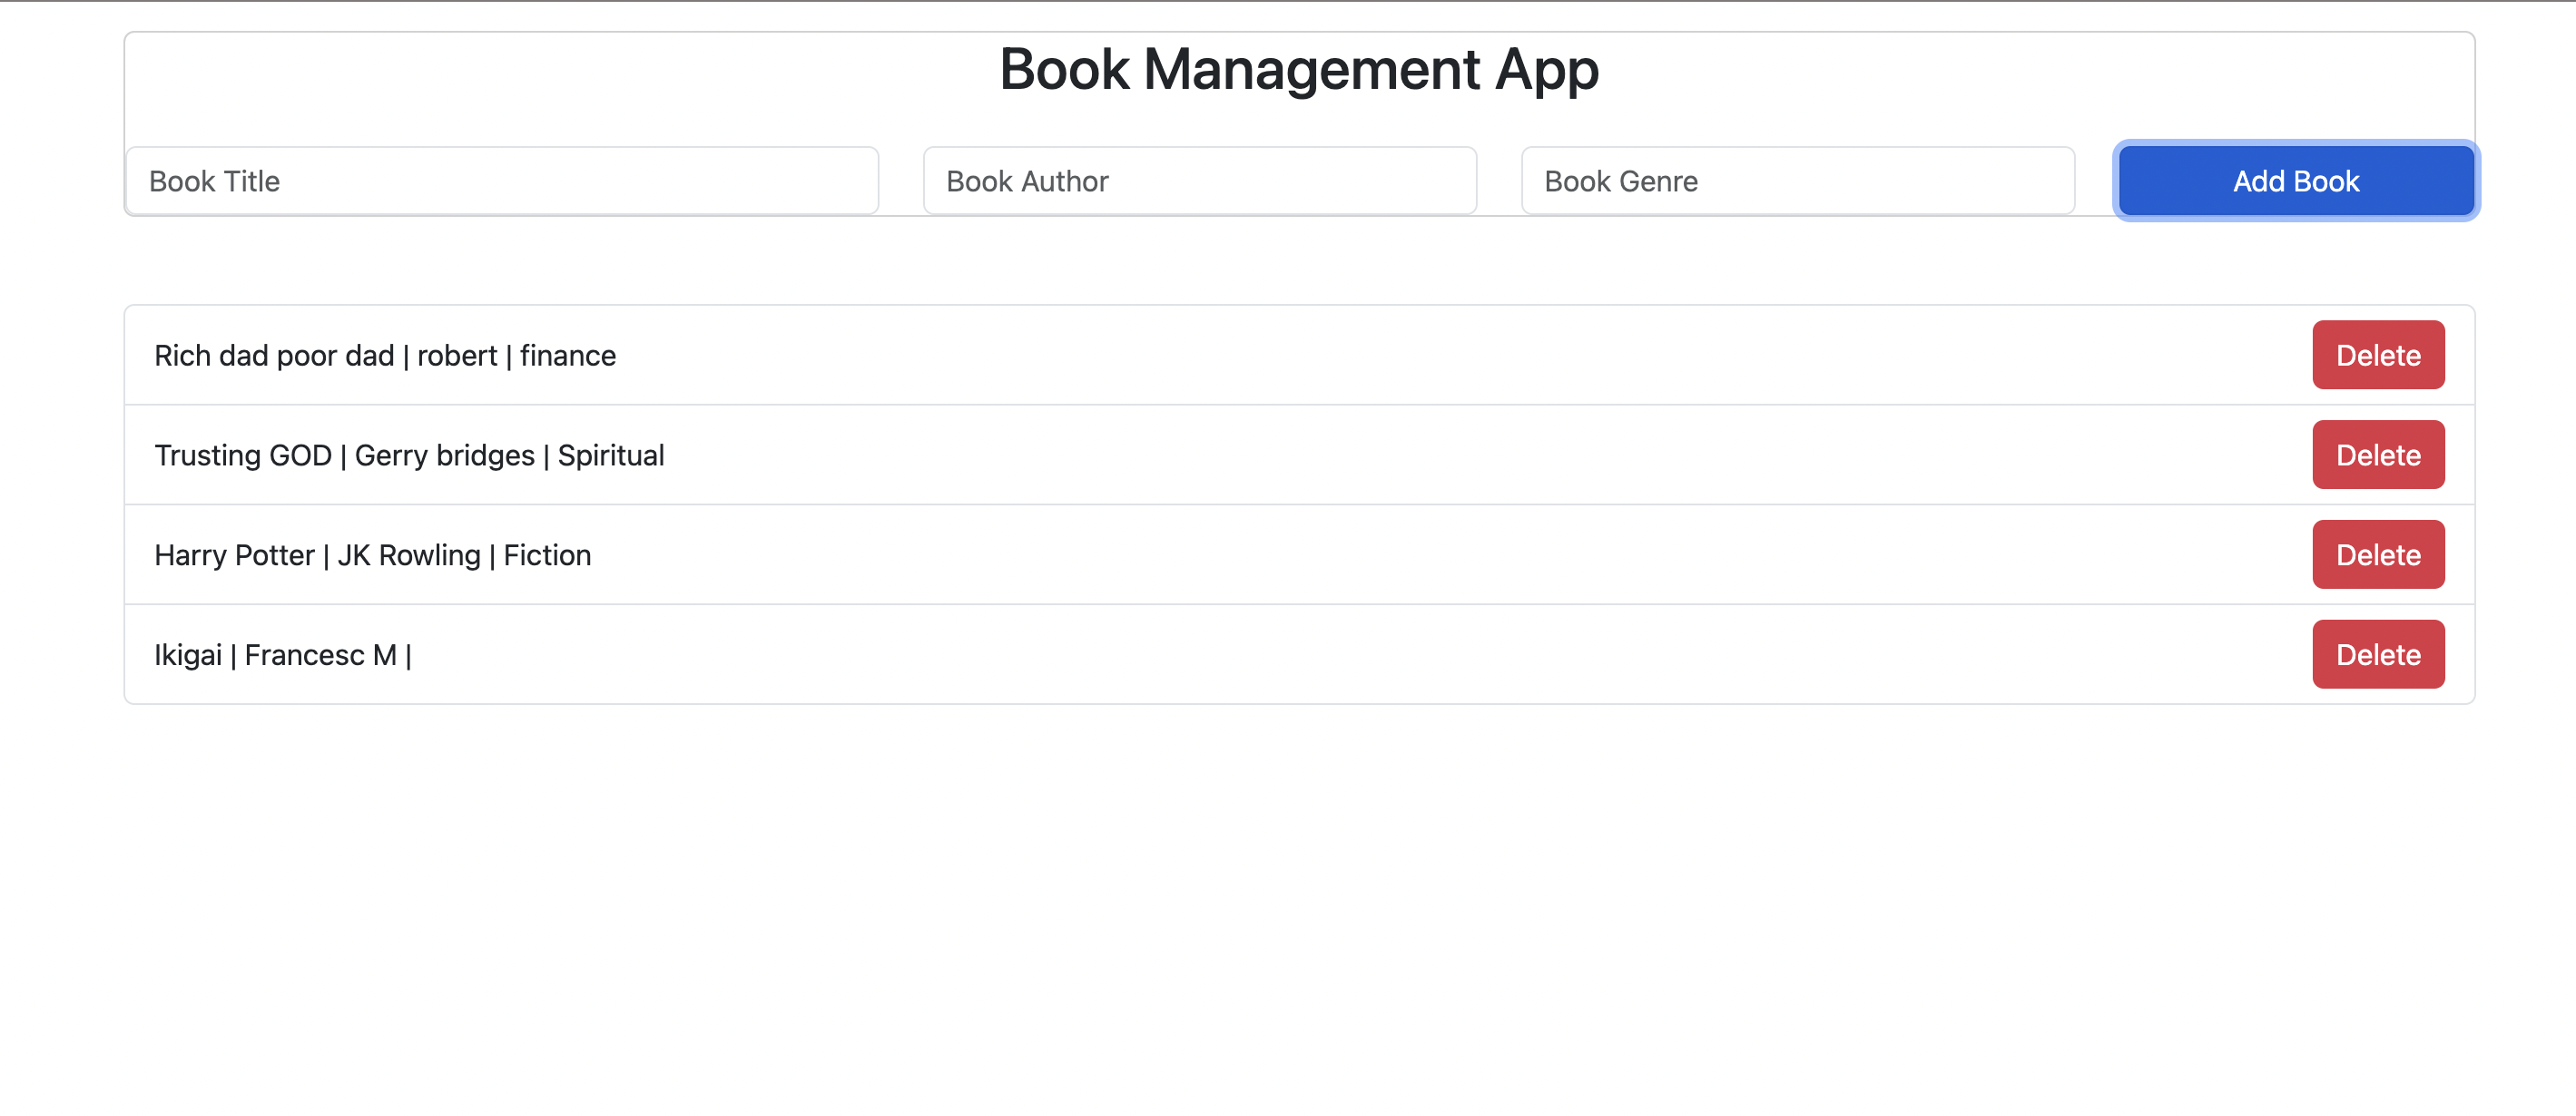 Book Management App
Book Title Book Author Book Genre Add Book
Rich dad poor dad | robert | finance Delete
Trusting GOD | Gerry bridges | Spiritual Delete
Harry Potter | JK Rowling | Fiction Delete
Ikigai | Francesc M | Delete